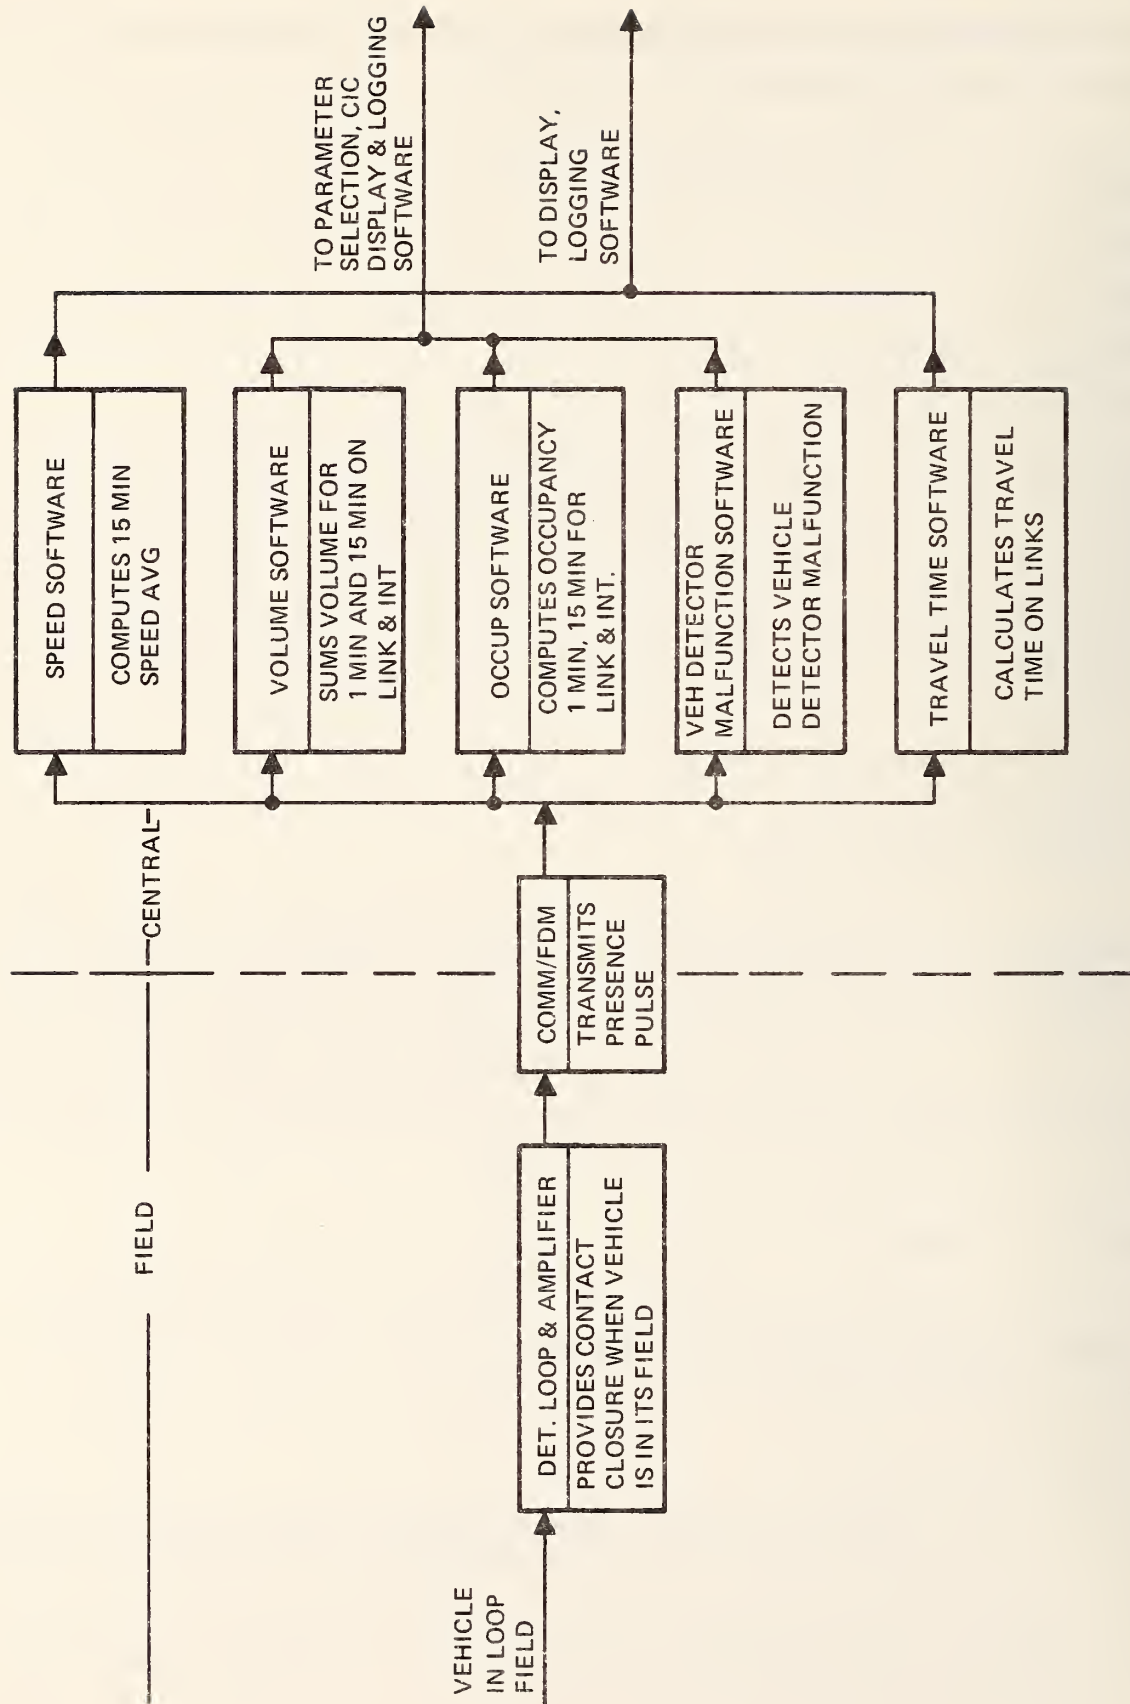 FIELD
CENTRAL
VEHICLE
IN LOOP
FIELD
DET. LOOP & AMPLIFIER
PROVIDES CONTACT
CLOSURE WHEN VEHICLE
IS IN ITS FIELD
COMM/FDM
TRANSMITS
PRESENCE
PULSE
SPEED SOFTWARE
COMPUTES 15 MIN
SPEED AVG
VOLUME SOFTWARE
SUMS VOLUME FOR
1 MIN AND 15 MIN ON
LINK & INT
OCCUP SOFTWARE
COMPUTES OCCUPANCY
1 MIN, 15 MIN FOR
LINK & INT.
VEH DETECTOR
MALFUNCTION SOFTWARE
DETECTS VEHICLE
DETECTOR MALFUNCTION
TRAVEL TIME SOFTWARE
CALCULATES TRAVEL
TIME ON LINKS
TO PARAMETER
SELECTION, CIC
DISPLAY & LOGGING
SOFTWARE
TO DISPLAY,
LOGGING
SOFTWARE